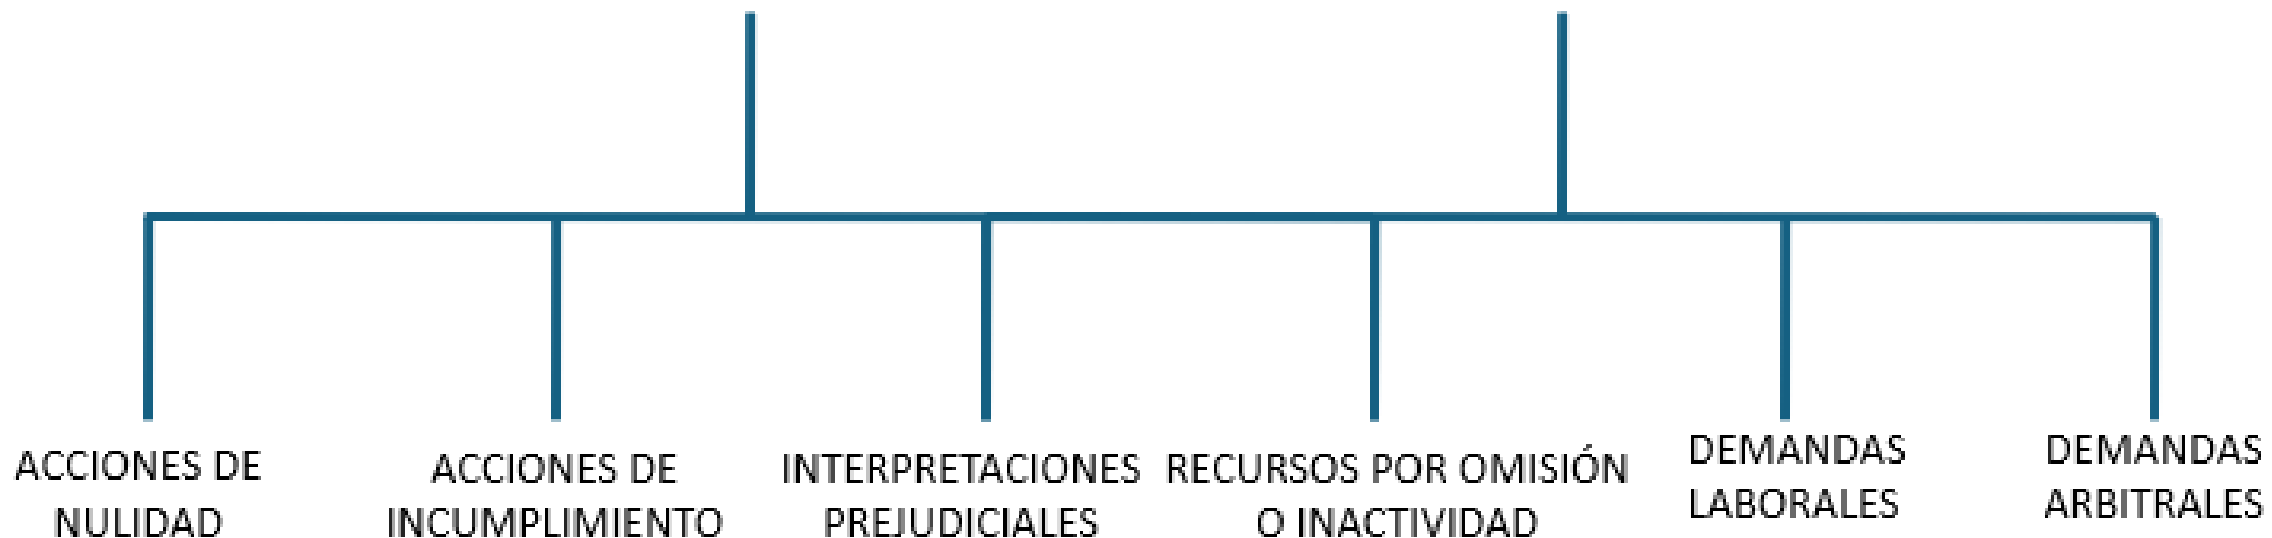 ACCIONES DE
NULIDAD
ACCIONES DE
INCUMPLIMIENTO
INTERPRETACIONES
PREJUDICIALES
RECURSOS POR OMISIÓN
O INACTIVIDAD
DEMANDAS
LABORALES
DEMANDAS
ARBITRALES